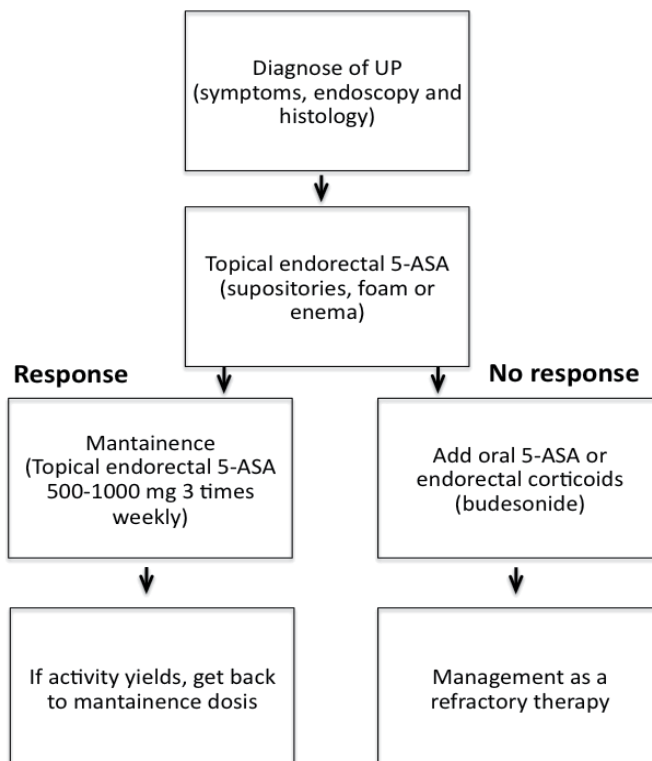 Diagnose of UP
(symptoms, endoscopy and
histology)
Topical endorectal 5-ASA
(supositories, foam or
enema)
Response
No response
Mantainence
(Topical endorectal 5-ASA
500-1000 mg 3 times
weekly)
Add oral 5-ASA or
endorectal corticoids
(budesonide)
If activity yields, get back
to mantainence dosis
Management as a
refractory therapy